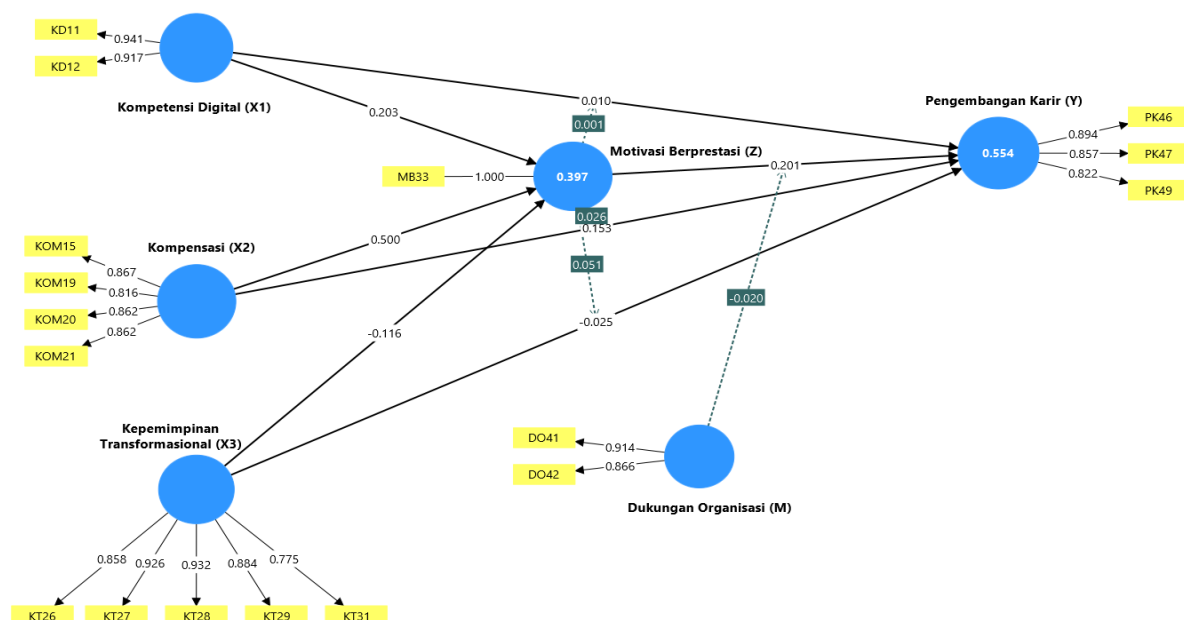 KD11
0.941
KD12
0.917
Kompetensi Digital (X1)
0.203
0.010
0.001
Pengembangan Karir (Y)
0.554
0.894
PK46
0.857
PK47
0.822
PK49
Motivasi Berprestasi (Z)
0.397
MB33
1.000
0.201
0.026
0.153
0.051
Kompensasi (X2)
0.500
KOM15
0.867
KOM19
0.816
KOM20
0.862
KOM21
0.862
-0.116
-0.025
-0.020
Kepemimpinan
Transformasional (X3)
DO41
0.914
DO42
0.866
Dukungan Organisasi (M)
0.858
0.926
0.932
0.884
0.775
KT26
KT27
KT28
KT29
KT31